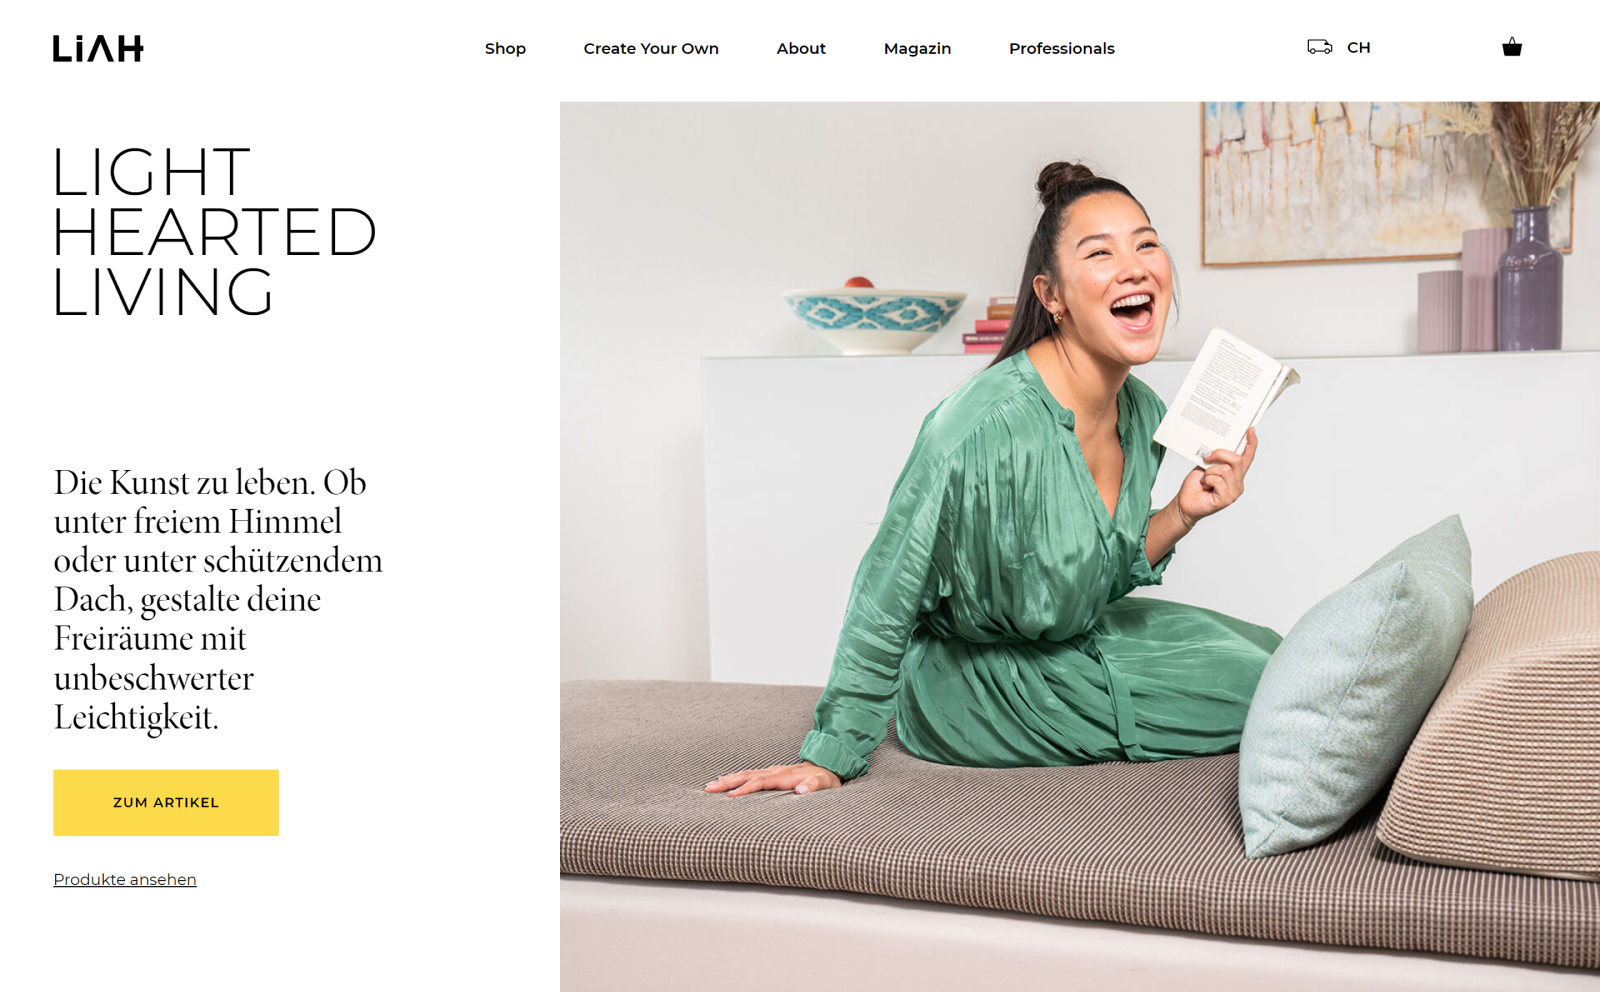 LiAH
Shop
Create Your Own
About
Magazin
Professionals
CH
LIGHT
HEARTED
LIVING
Die Kunst zu leben. Ob
unter freiem Himmel
oder unter schützendem
Dach, gestalte deine
Freiräume mit
unbeschwerter
Leichtigkeit.
ZUM ARTIKEL
Produkte ansehen